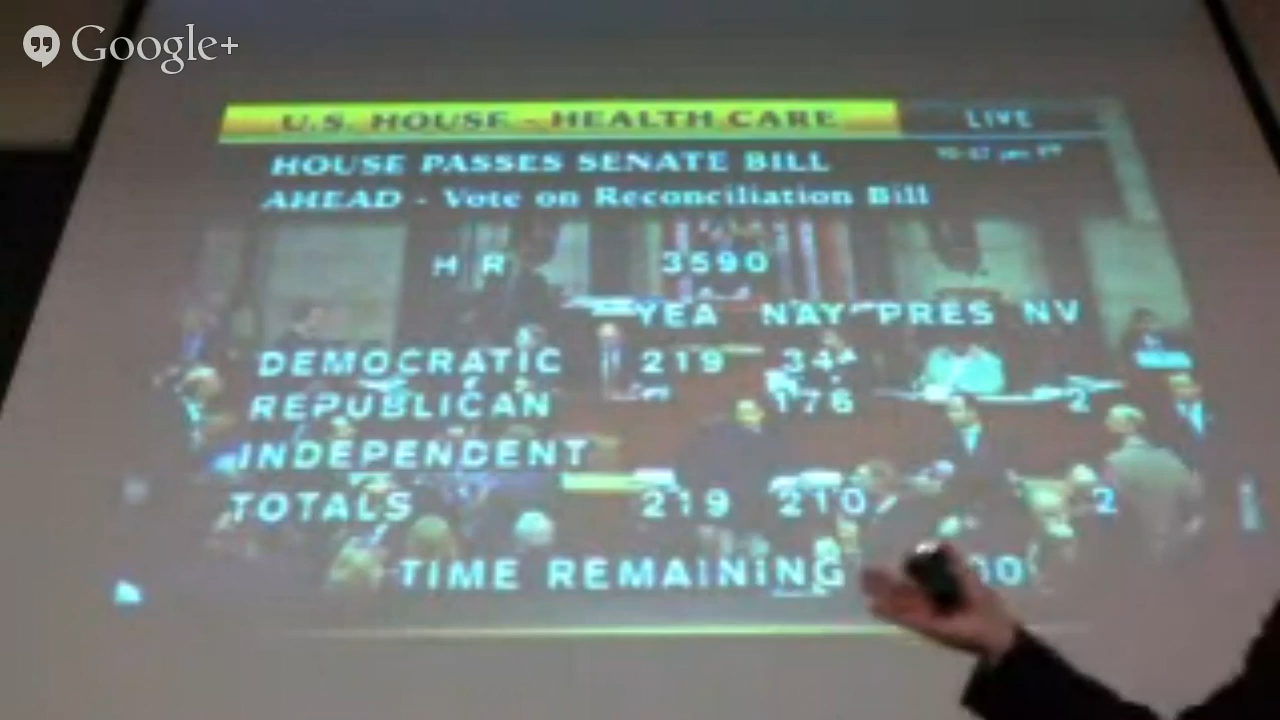 Google+
U.S. HOUSE - HEALTH CARE LIVE
HOUSE PASSES SENATE BILL
AHEAD - Vote on Reconciliation Bill
H R 3590
YEA NAY PRES NV
DEMOCRATIC 219 34
REPUBLICAN 176 2
INDEPENDENT
TOTALS 219 210 2
TIME REMAINING 00